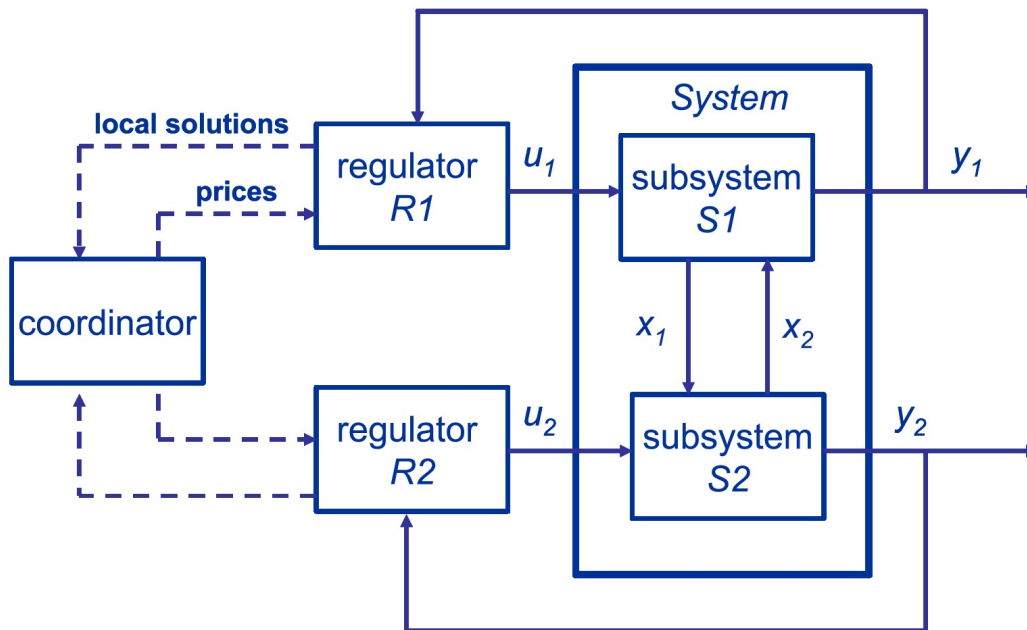 System
local solutions
prices
regulator
R1
u1
subsystem
S1
y1
coordinator
x1
x2
regulator
R2
u2
subsystem
S2
y2